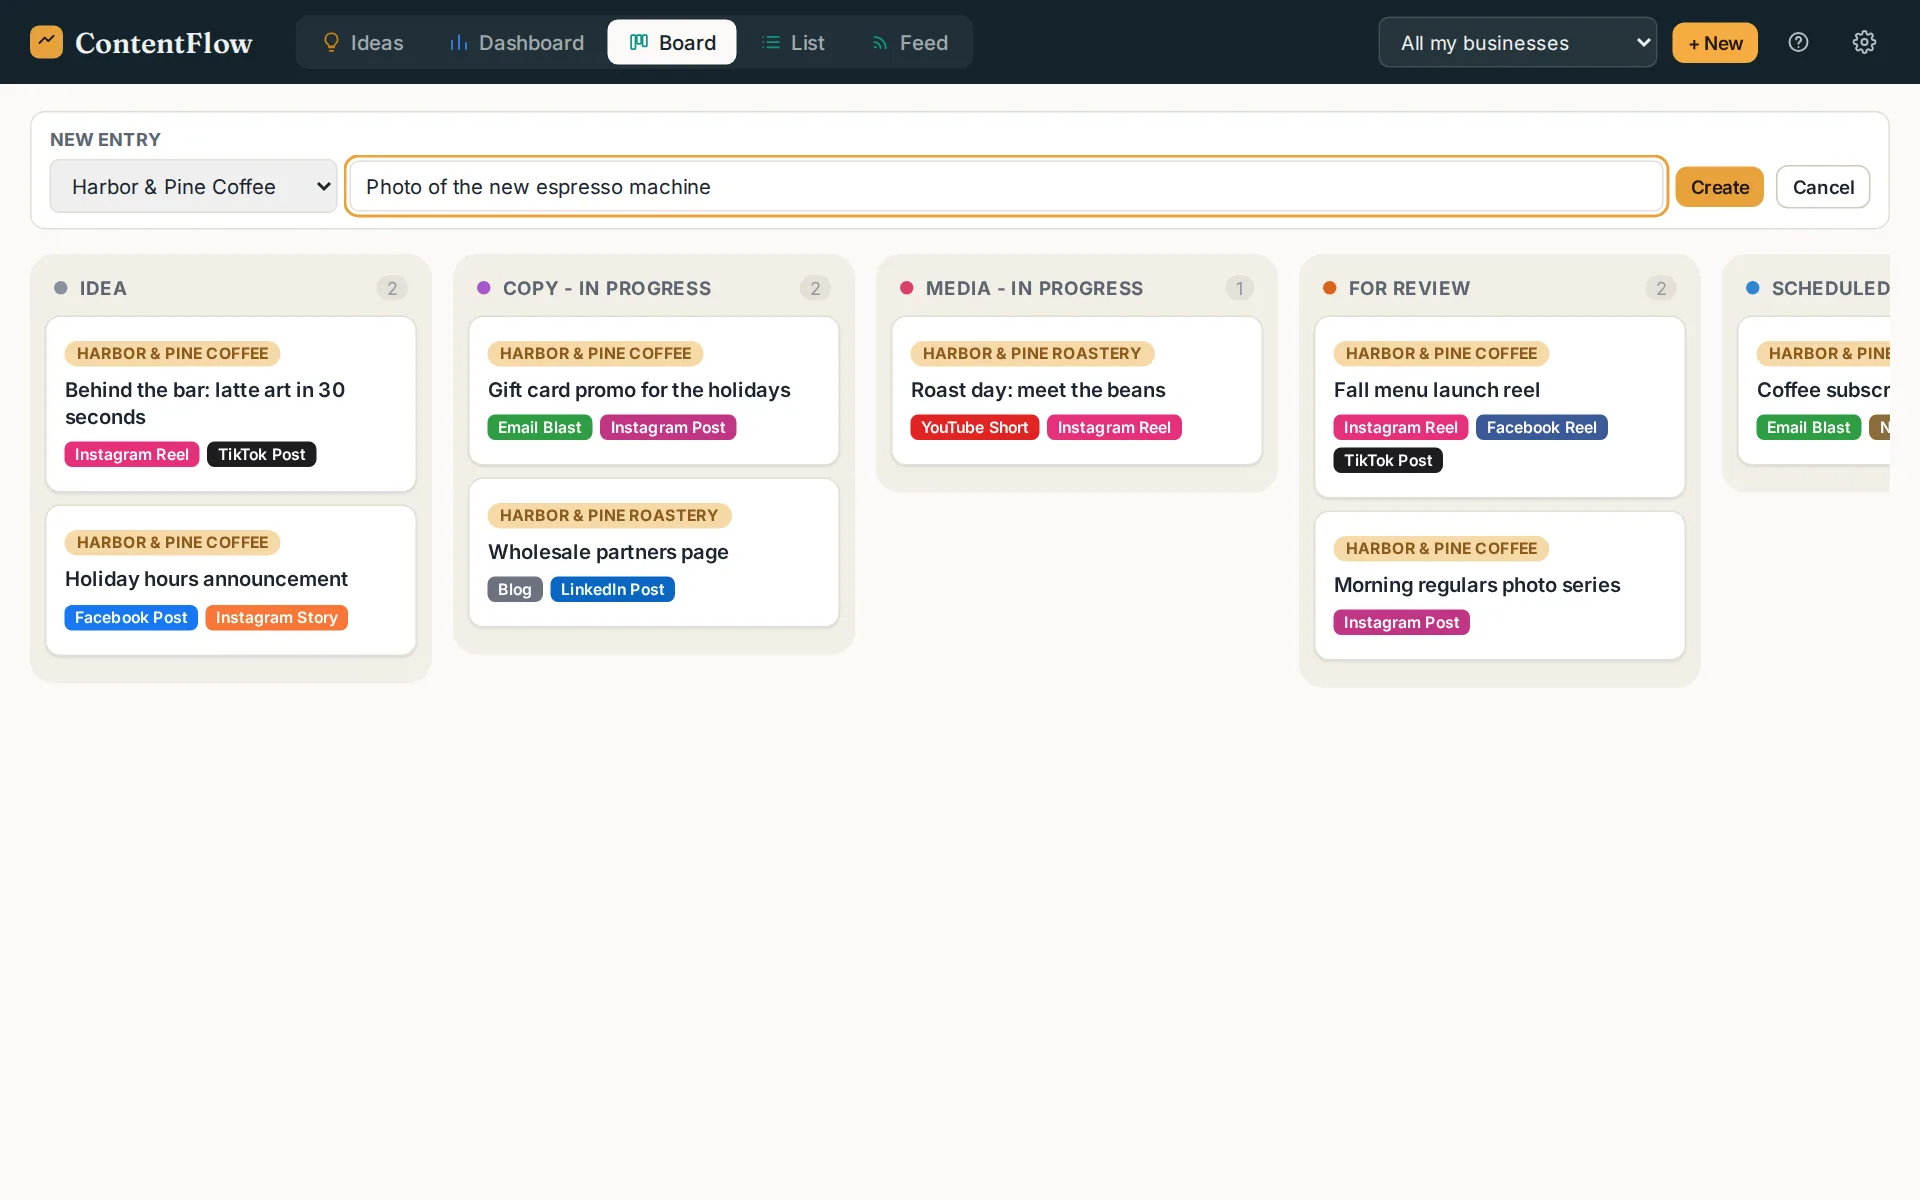 ContentFlow
Ideas
Dashboard
Board
List
Feed
All my businesses
+ New
NEW ENTRY
Harbor & Pine Coffee
Photo of the new espresso machine
Create
Cancel
IDEA
2
HARBOR & PINE COFFEE
Behind the bar: latte art in 30
seconds
Instagram Reel
TikTok Post
HARBOR & PINE COFFEE
Holiday hours announcement
Facebook Post
Instagram Story
COPY - IN PROGRESS
2
HARBOR & PINE COFFEE
Gift card promo for the holidays
Email Blast
Instagram Post
HARBOR & PINE ROASTERY
Wholesale partners page
Blog
LinkedIn Post
MEDIA - IN PROGRESS
1
HARBOR & PINE ROASTERY
Roast day: meet the beans
YouTube Short
Instagram Reel
FOR REVIEW
2
HARBOR & PINE COFFEE
Fall menu launch reel
Instagram Reel
Facebook Reel
TikTok Post
HARBOR & PINE COFFEE
Morning regulars photo series
Instagram Post
SCHEDULED
HARBOR & PINE
Coffee subscr
Email Blast
N